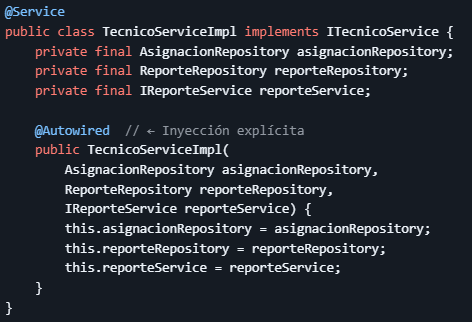 @Service
public class TecnicoServiceImpl implements ITecnicoService {
    private final AsignacionRepository asignacionRepository;
    private final ReporteRepository reporteRepository;
    private final IReporteService reporteService;

    @Autowired  // ← Inyección explícita
    public TecnicoServiceImpl(
        AsignacionRepository asignacionRepository,
        ReporteRepository reporteRepository,
        IReporteService reporteService) {
        this.asignacionRepository = asignacionRepository;
        this.reporteRepository = reporteRepository;
        this.reporteService = reporteService;
    }
}